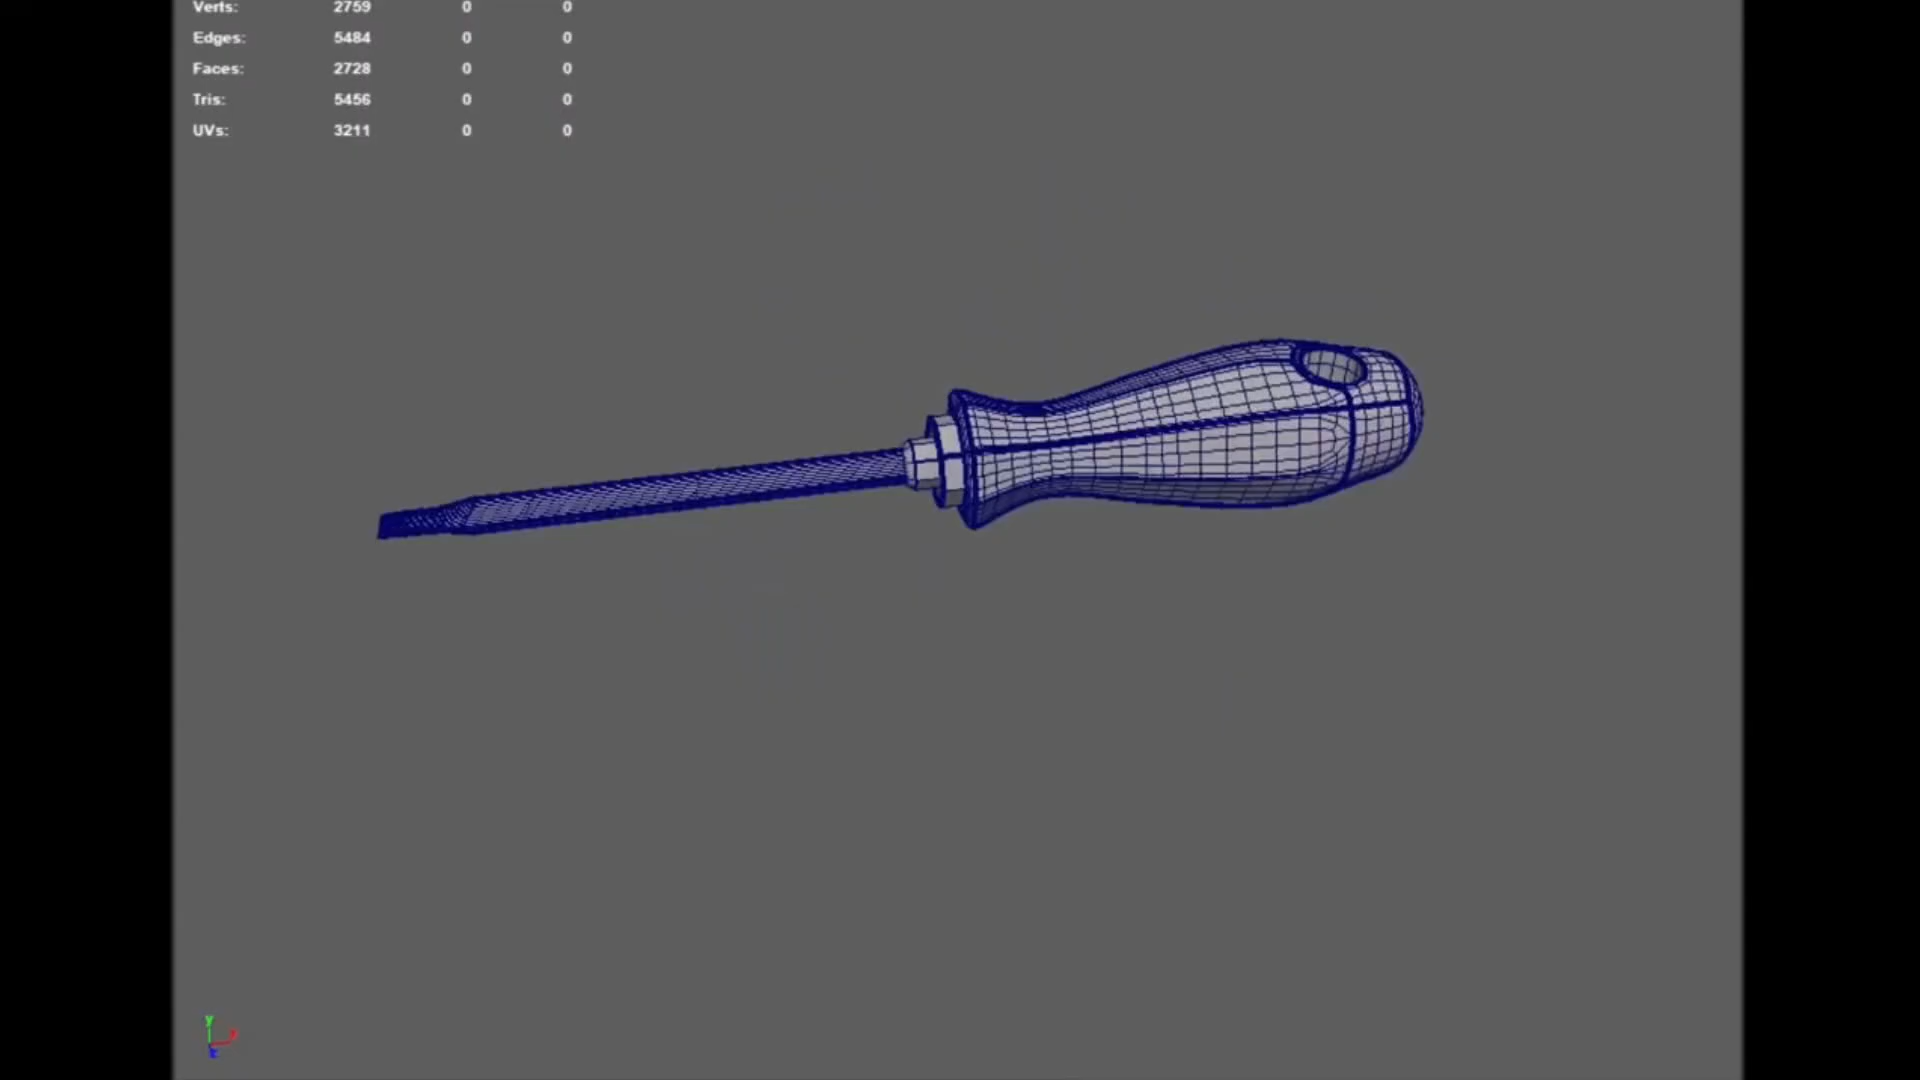 Verts: 2759 0 0
Edges: 5484 0 0
Faces: 2728 0 0
Tris: 5456 0 0
UVs: 3211 0 0
y